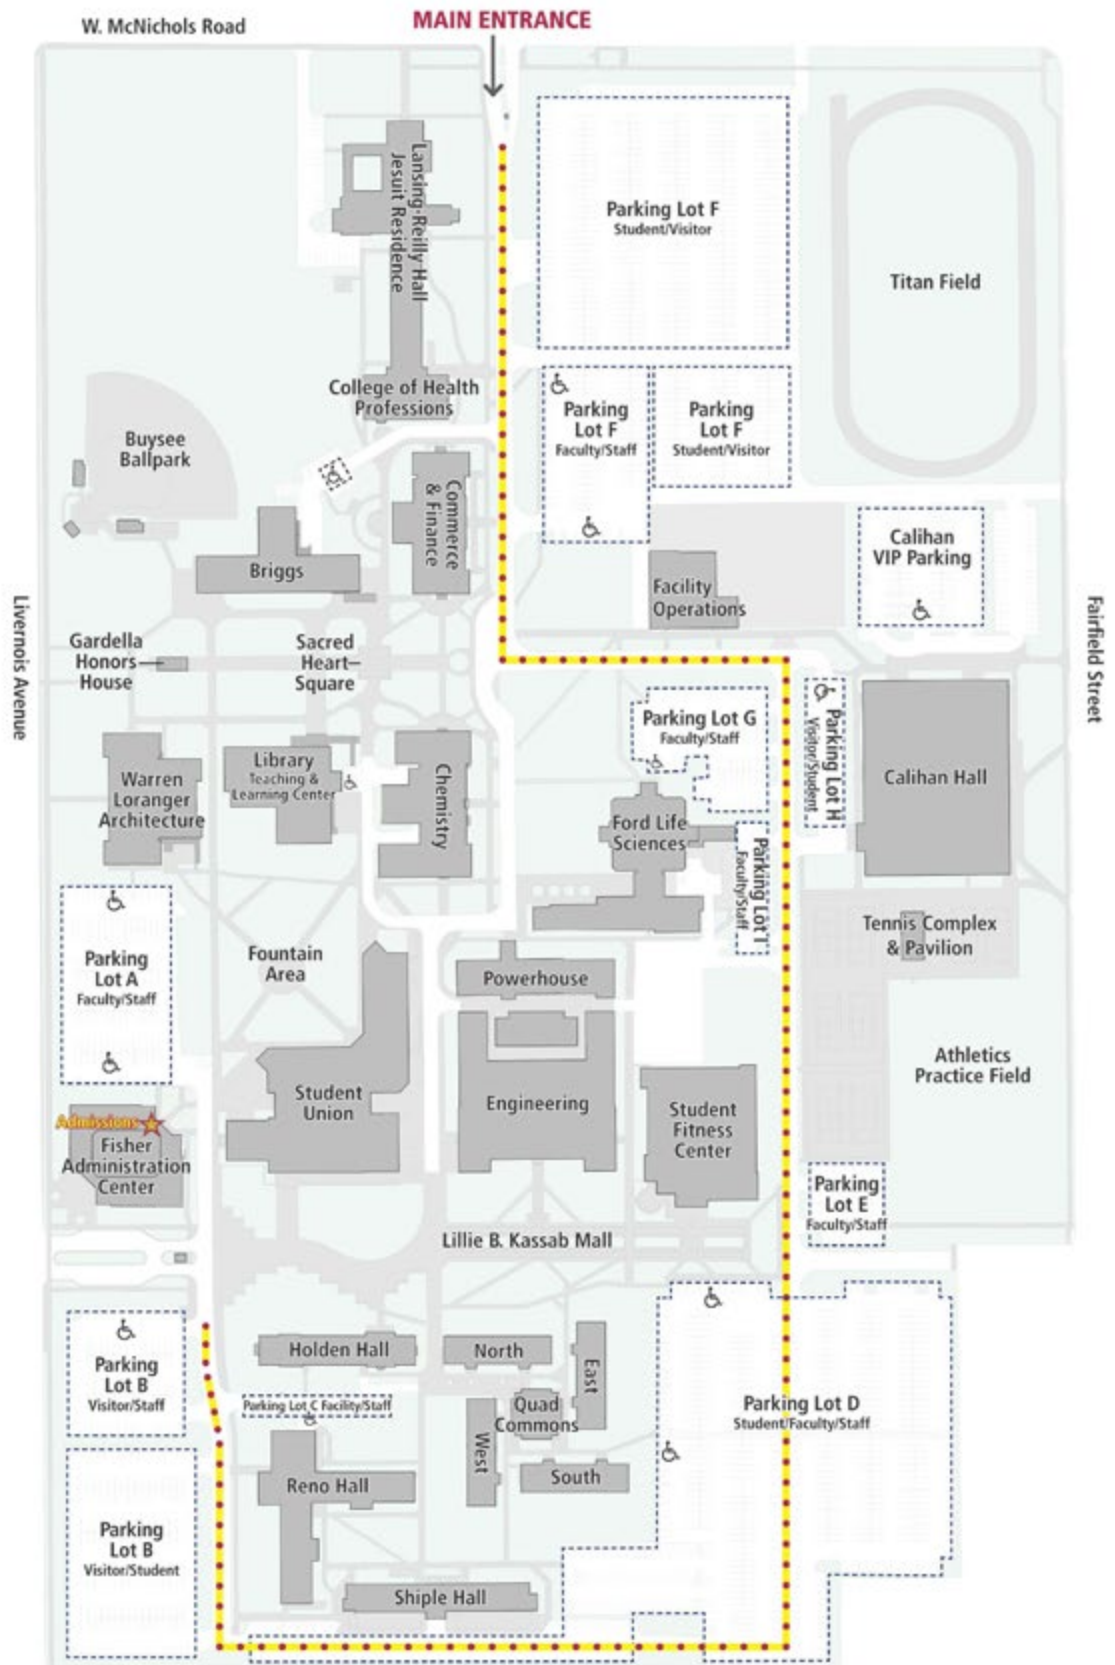 W. McNichols Road
MAIN ENTRANCE
Lansing-Reilly Hall
Jesuit Residence
Parking Lot F
Student/Visitor
Titan Field
College of Health
Professions
Parking
Lot F
Faculty/Staff
Parking
Lot F
Student/Visitor
Buysee
Ballpark
Commerce
& Finance
Calihan
VIP Parking
Briggs
Facility
Operations
Livernois Avenue
Fairfield Street
Gardella
Honors
House
Sacred
Heart
Square
Parking Lot G
Faculty/Staff
Parking Lot H
Visitor/Student
Warren
Loranger
Architecture
Library
Teaching &
Learning Center
Chemistry
Calihan Hall
Ford Life
Sciences
Parking Lot I
Faculty/Staff
Tennis Complex
& Pavilion
Parking
Lot A
Faculty/Staff
Fountain
Area
Powerhouse
Athletics
Practice Field
Student
Union
Engineering
Student
Fitness
Center
Admissions
Fisher
Administration
Center
Parking
Lot E
Faculty/Staff
Lillie B. Kassab Mall
Parking
Lot B
Visitor/Staff
Holden Hall
North
East
Parking Lot C Facility/Staff
Quad
Commons
West
South
Parking Lot D
Student/Faculty/Staff
Reno Hall
Parking
Lot B
Visitor/Student
Shiple Hall